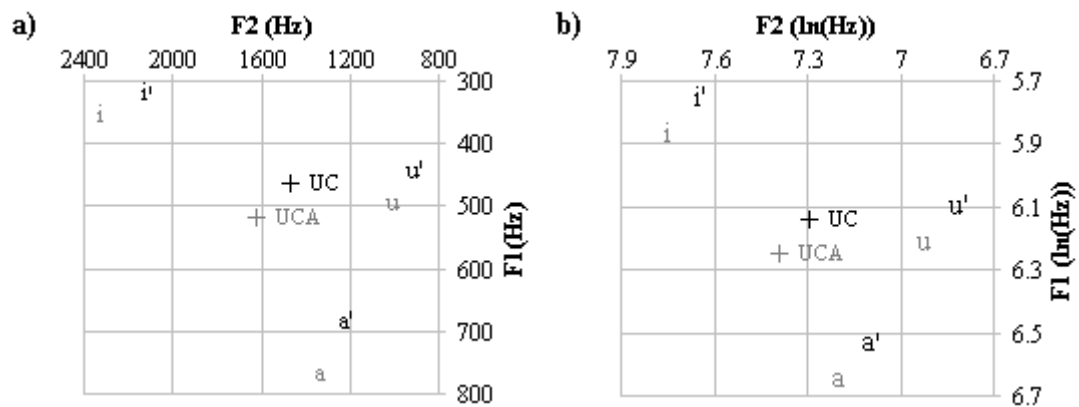 a) F2 (Hz)
2400 2000 1600 1200 800
300
i'
i
400
u'
UC
u
500
UCA
F1(Hz)
600
a'
700
a
800
b) F2 (ln(Hz))
7.9 7.6 7.3 7 6.7
5.7
i'
i
5.9
u'
6.1
UC
u
UCA
6.3
F1 (ln(Hz))
a'
6.5
a
6.7